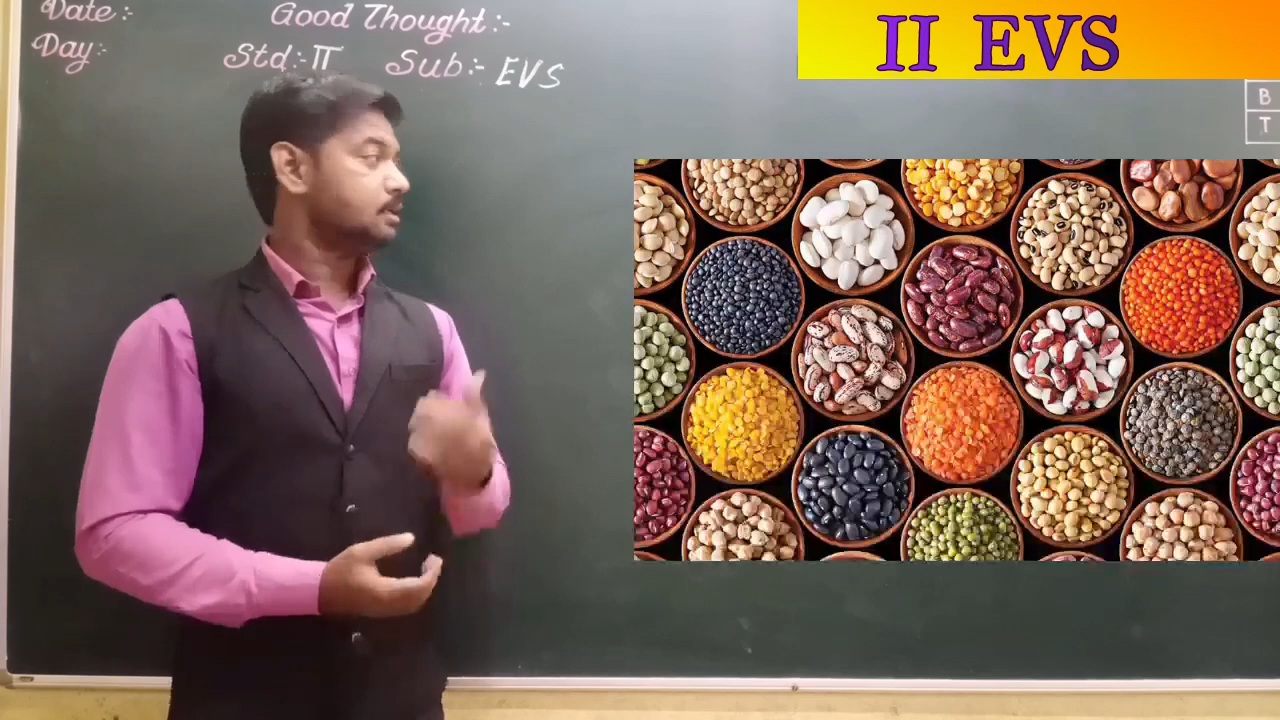 Date:-
Good Thought:-
Day:-
Std:-II
Sub:- EVS
II EVS
B
T